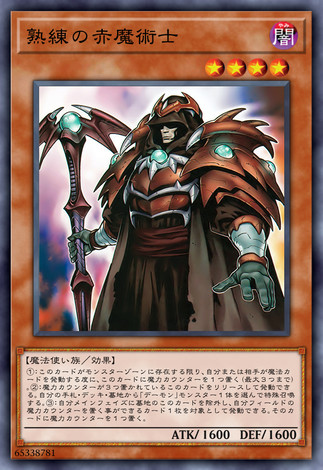 熟練の赤魔術士
闇
やみ
【魔法使い族／効果】
①：このカードがモンスターゾーンに存在する限り、自分または相手が魔法カ
ードを発動する度に、このカードに魔力カウンターを１つ置く（最大３つまで）。
②：魔力カウンターが３つ置かれているこのカードをリリースして発動でき
る。自分の手札・デッキ・墓地から「デーモン」モンスター１体を選んで特殊召喚
する。③：自分メインフェイズに墓地のこのカードを除外し、自分フィールドの
魔力カウンターを置く事ができるカード１枚を対象として発動できる。そのカー
ドに魔力カウンターを１つ置く。
ATK/1600 DEF/1600
65338781